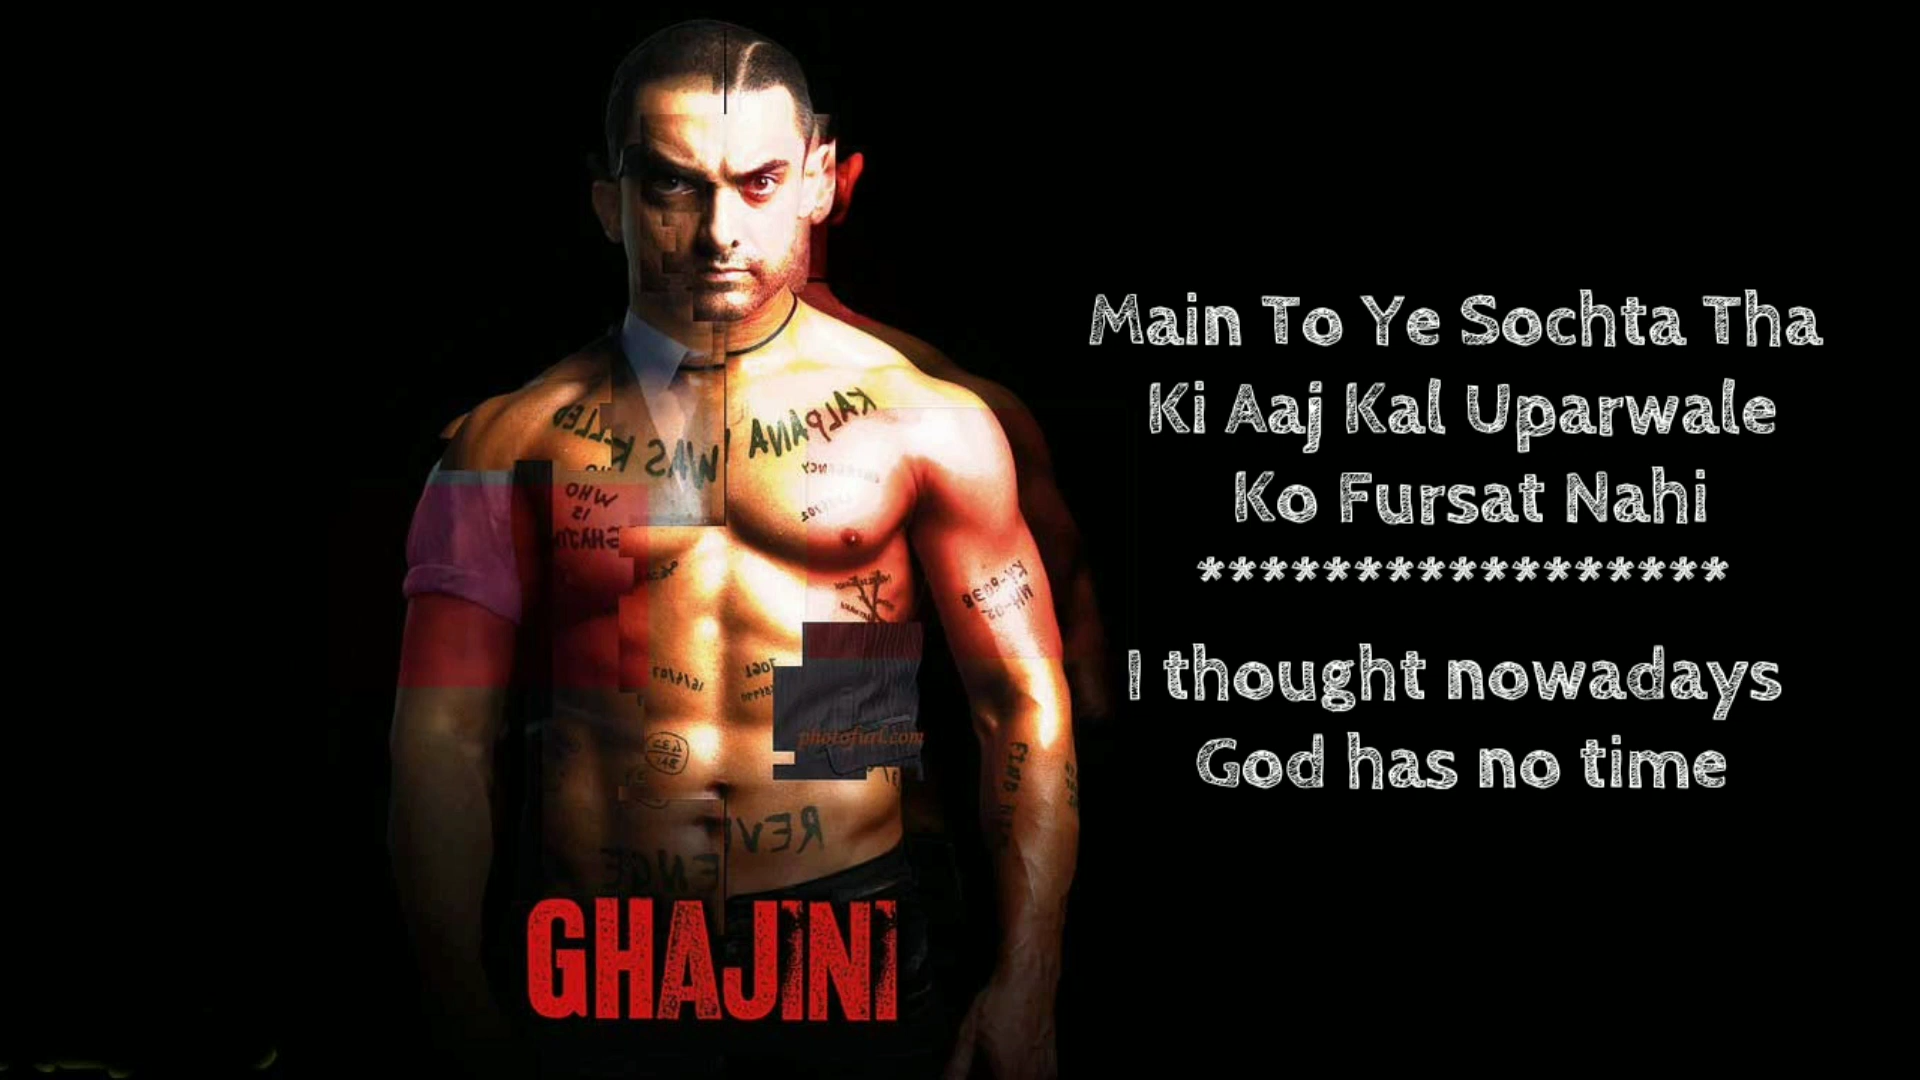 KALPANA
WAS KILLED
WHO
IS
REVENGE
photofurl.com
GHAJINI
Main To Ye Sochta Tha
Ki Aaj Kal Uparwale
Ko Fursat Nahi
*****************
I thought nowadays
God has no time